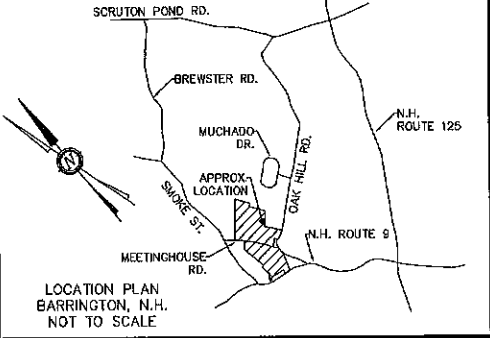 SCRUTON POND RD.
BREWSTER RD.
N.H.
ROUTE 125
MUCHADO
DR.
OAK HILL RD.
APPROX.
LOCATION
SMOKE ST.
N.H. ROUTE 9
MEETINGHOUSE
RD.
N
LOCATION PLAN
BARRINGTON, N.H.
NOT TO SCALE